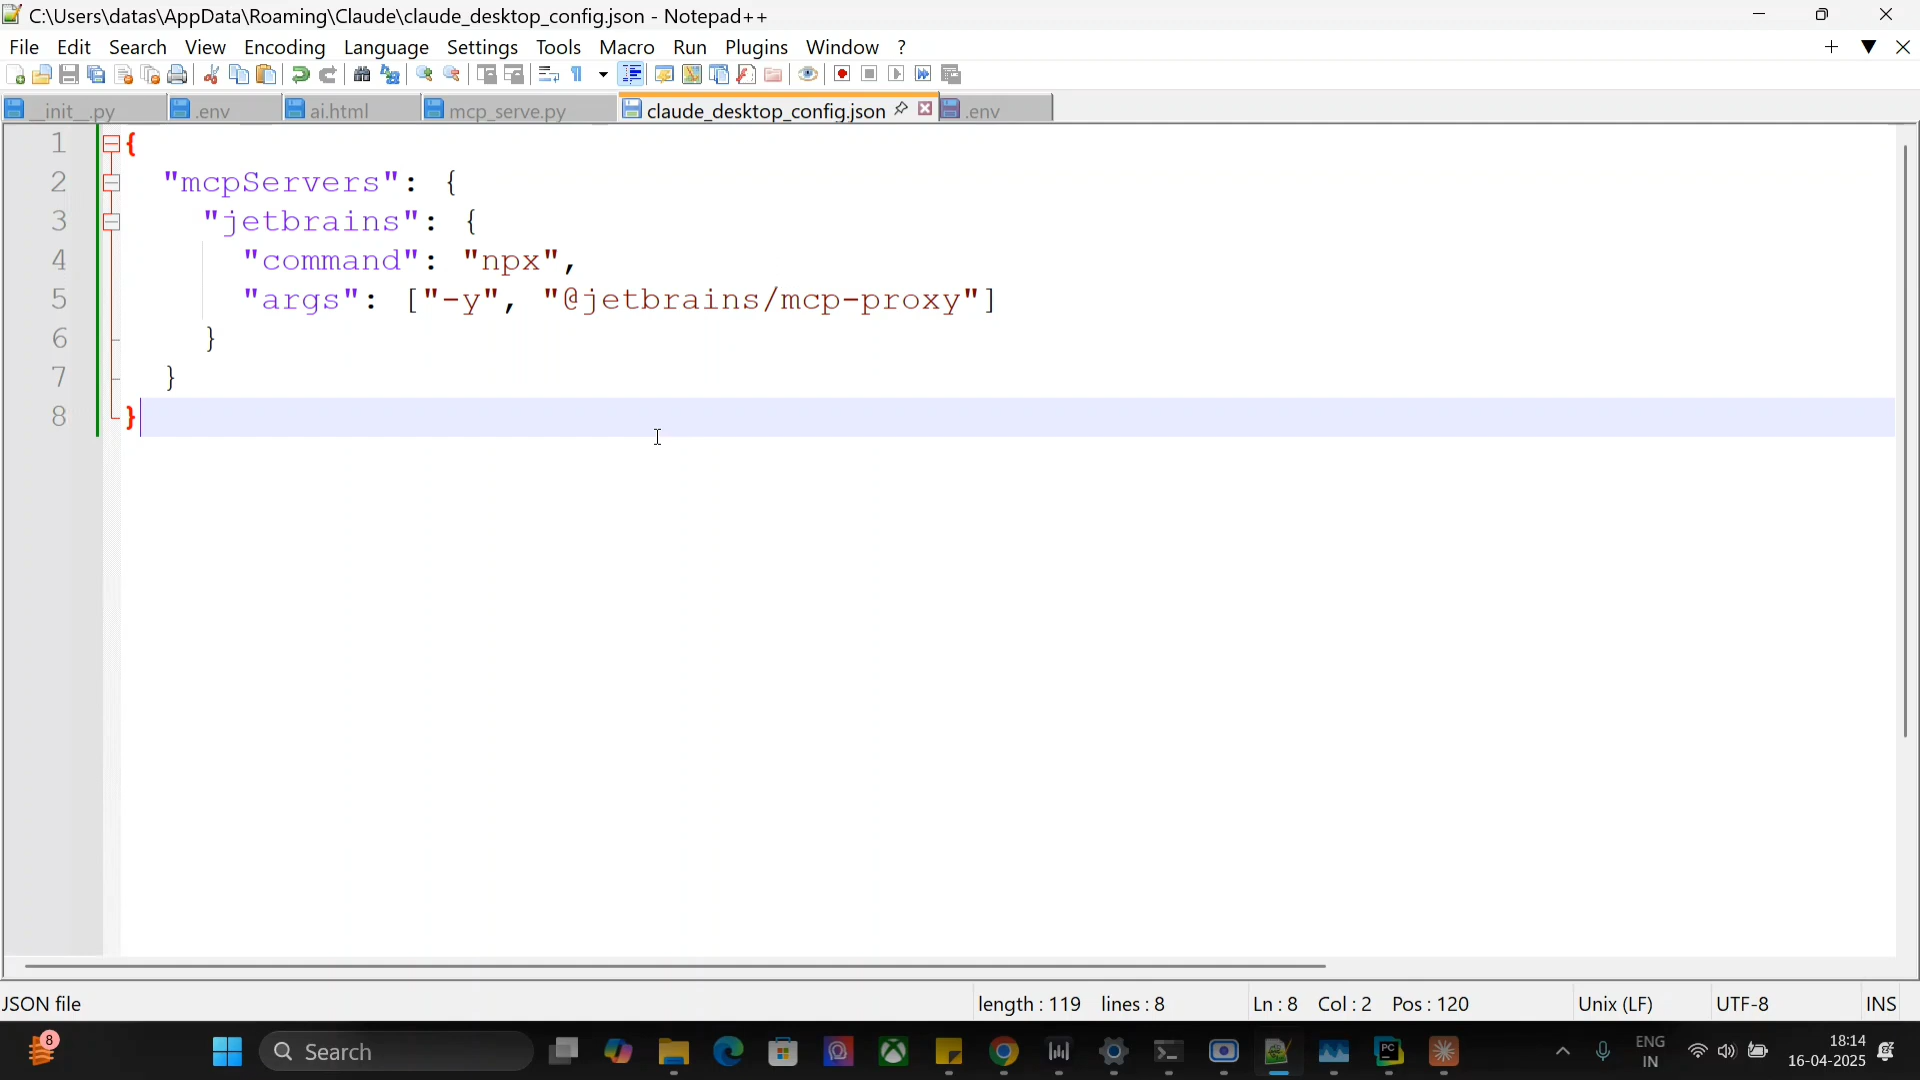 C:\Users\datas\AppData\Roaming\Claude\claude_desktop_config.json - Notepad++
File Edit Search View Encoding Language Settings Tools Macro Run Plugins Window ?
__init__.py .env ai.html mcp_serve.py claude_desktop_config.json .env
1 {
2 "mcpServers": {
3 "jetbrains": {
4 "command": "npx",
5 "args": ["-y", "@jetbrains/mcp-proxy"]
6 }
7 }
8 }
JSON file length : 119 lines : 8 Ln : 8 Col : 2 Pos : 120 Unix (LF) UTF-8 INS
8 Search PC ENG 18:14
IN 16-04-2025